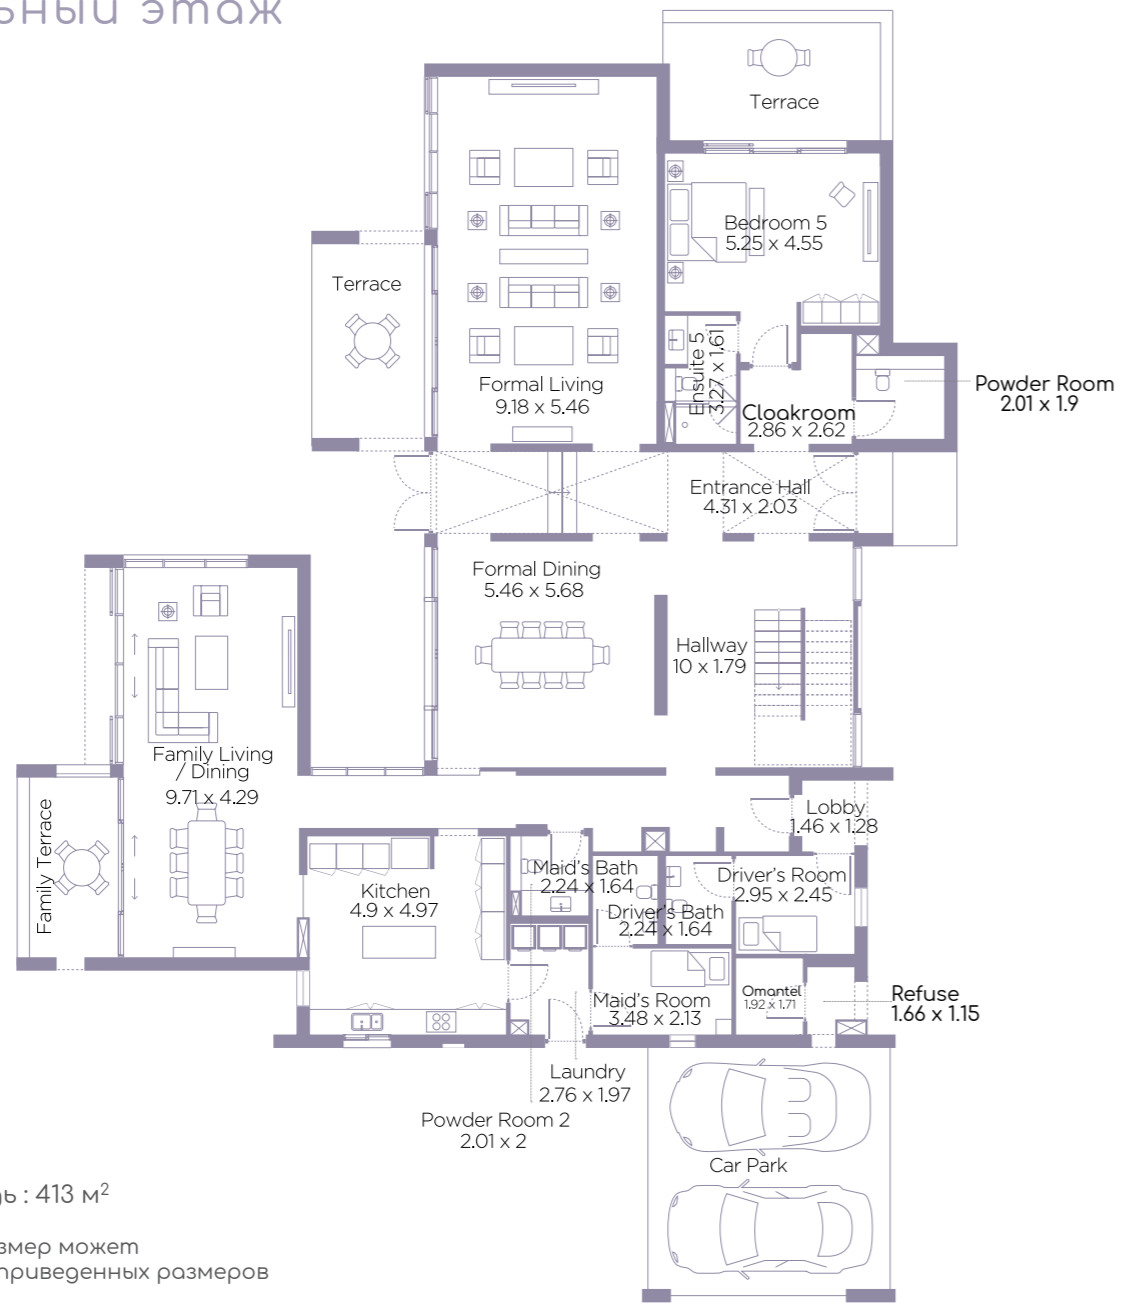 ьный этаж
Terrace
Bedroom 5
5.25 x 4.55
Terrace
Ensuite 5
3.27 x 1.61
Formal Living
9.18 x 5.46
Powder Room
2.01 x 1.9
Cloakroom
2.86 x 2.62
Entrance Hall
4.31 x 2.03
Formal Dining
5.46 x 5.68
Hallway
10 x 1.79
Family Living
/ Dining
9.71 x 4.29
Family Terrace
Lobby
1.46 x 1.28
Kitchen
4.9 x 4.97
Maid's Bath
2.24 x 1.64
Driver's Room
2.95 x 2.45
Driver's Bath
2.24 x 1.64
Maid's Room
3.48 x 2.13
Omantel
1.92 x 1.71
Refuse
1.66 x 1.15
Laundry
2.76 x 1.97
Powder Room 2
2.01 x 2
Car Park
дь : 413 м²
змер может
приведенных размеров